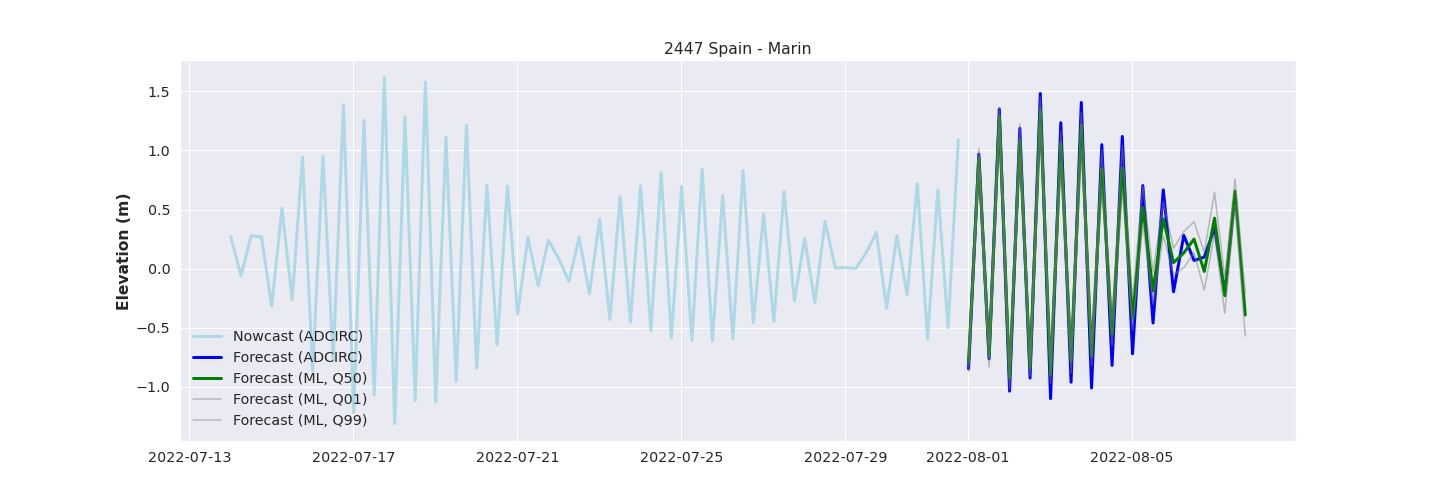 2447 Spain - Marin
Elevation (m)
1.5
1.0
0.5
0.0
−0.5
−1.0
Nowcast (ADCIRC)
Forecast (ADCIRC)
Forecast (ML, Q50)
Forecast (ML, Q01)
Forecast (ML, Q99)
2022-07-13 2022-07-17 2022-07-21 2022-07-25 2022-07-29 2022-08-01 2022-08-05